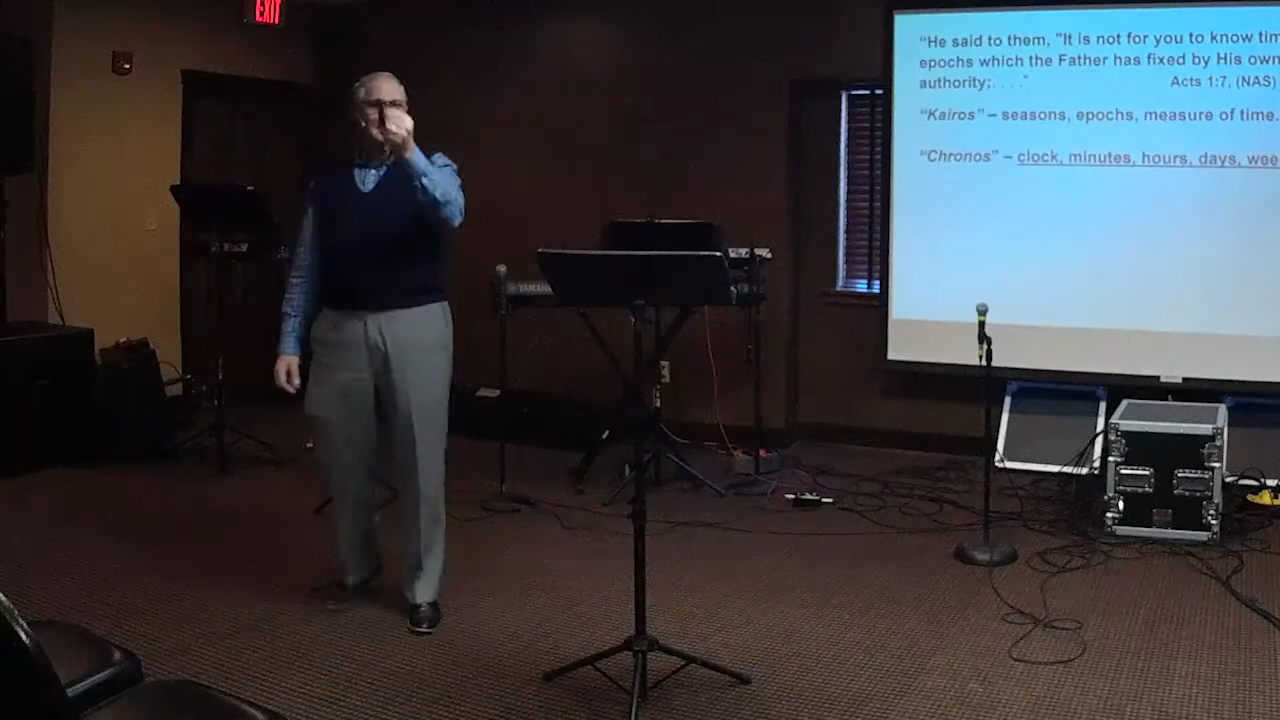 EXIT
"He said to them, "It is not for you to know tim
epochs which the Father has fixed by His own
authority;. . . ." Acts 1:7, (NAS)
"Kairos" – seasons, epochs, measure of time.
"Chronos" – clock, minutes, hours, days, wee
YAMAHA